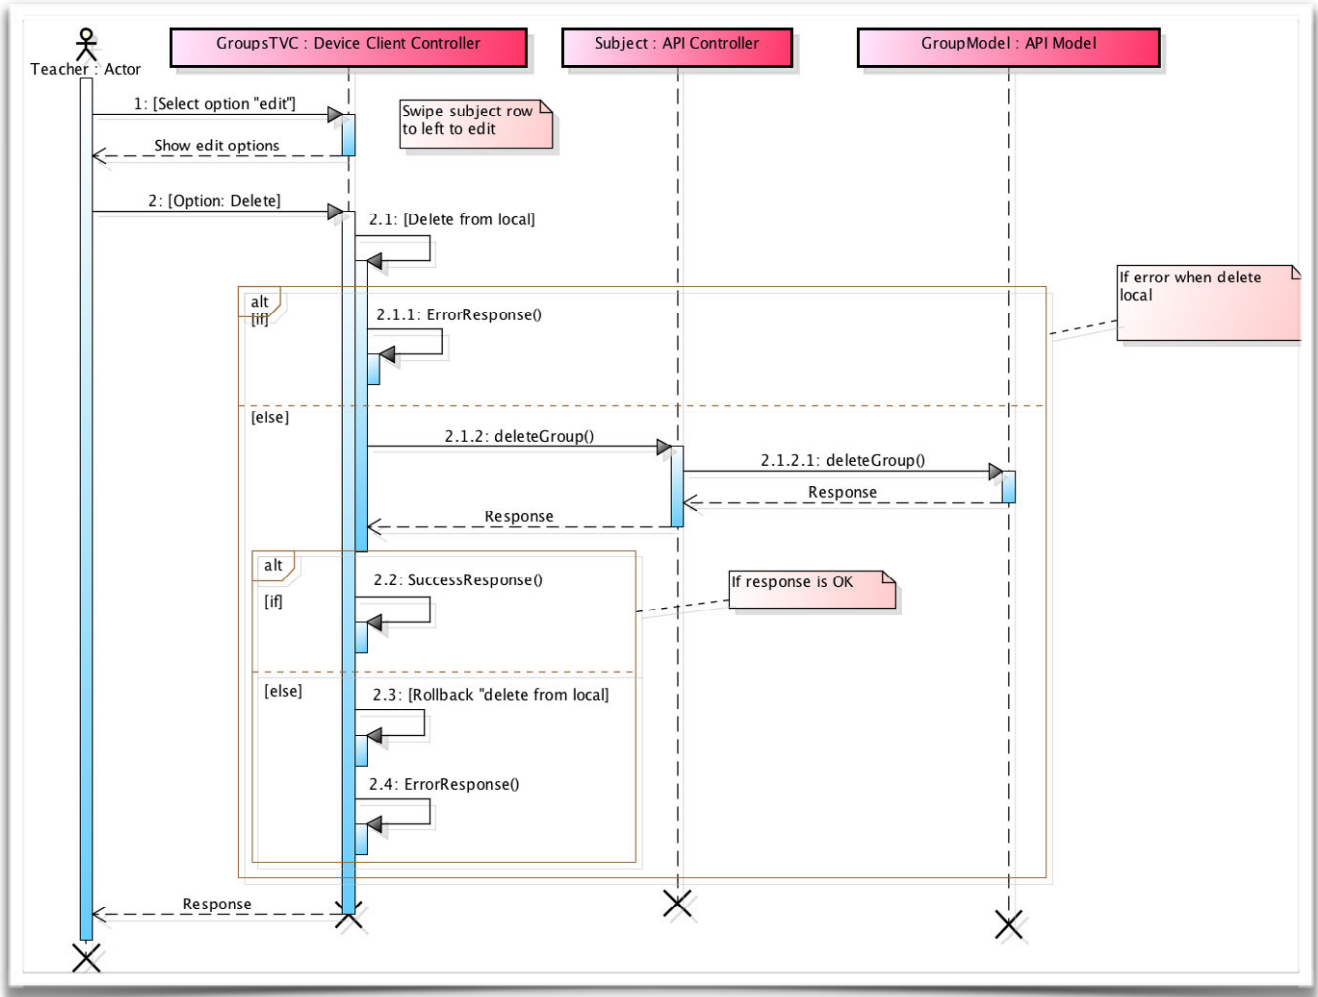 GroupsTVC : Device Client Controller
Subject : API Controller
GroupModel : API Model
Teacher : Actor
1: [Select option "edit"]
Swipe subject row
to left to edit
Show edit options
2: [Option: Delete]
2.1: [Delete from local]
If error when delete
local
alt
[if]
2.1.1: ErrorResponse()
[else]
2.1.2: deleteGroup()
2.1.2.1: deleteGroup()
Response
Response
alt
2.2: SuccessResponse()
If response is OK
[if]
[else]
2.3: [Rollback "delete from local]
2.4: ErrorResponse()
Response